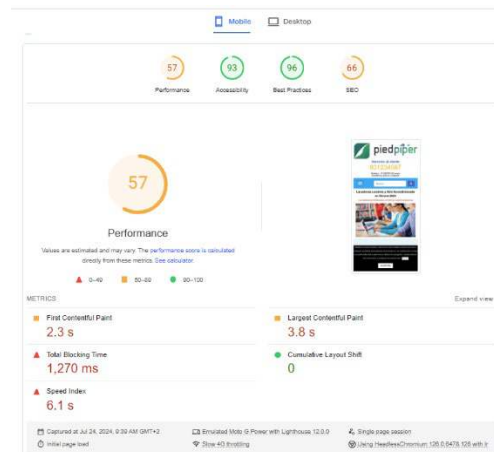 Mobile
Desktop
57
93
96
66
Performance
Accessibility
Best Practices
SEO
57
Performance
Values are estimated and may vary. The performance score is calculated
directly from these metrics. See calculator.
0–49
50–89
90–100
piedpiper
METRICS
Expand view
First Contentful Paint
2.3 s
Largest Contentful Paint
3.8 s
Total Blocking Time
1,270 ms
Cumulative Layout Shift
0
Speed Index
6.1 s
Captured at Jul 24, 2024, 9:39 AM GMT+3
Emulated Moto G Power with Lighthouse 12.0.0
Single page session
Initial page load
Slow 4G throttling
Using HeadlessChromium 126.0.6478.126 with lr